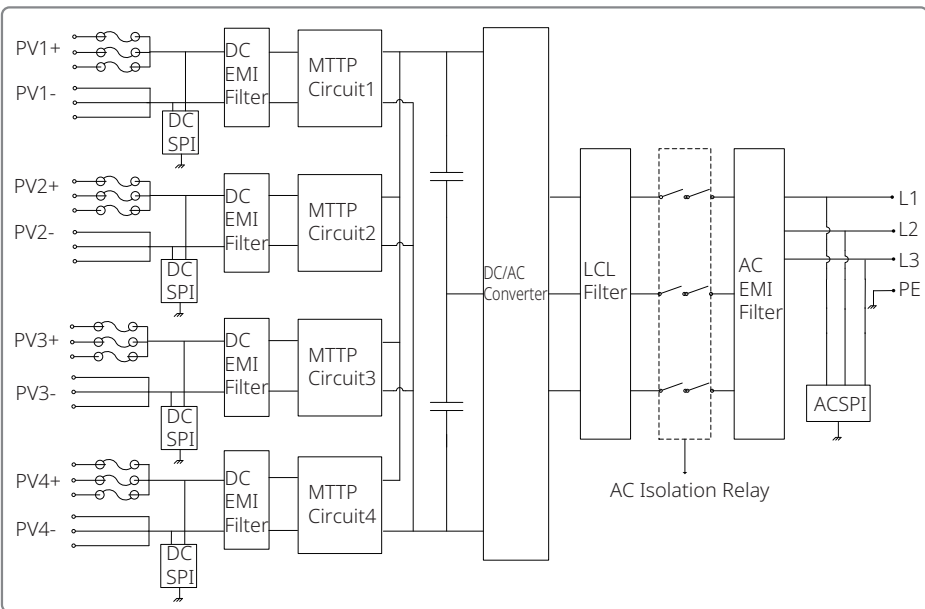 PV1+
PV1-
DC
SPI
DC
EMI
Filter
MTTP
Circuit1
PV2+
PV2-
DC
SPI
DC
EMI
Filter
MTTP
Circuit2
PV3+
PV3-
DC
SPI
DC
EMI
Filter
MTTP
Circuit3
PV4+
PV4-
DC
SPI
DC
EMI
Filter
MTTP
Circuit4
DC/AC
Converter
LCL
Filter
AC Isolation Relay
AC
EMI
Filter
L1
L2
L3
PE
ACSPI